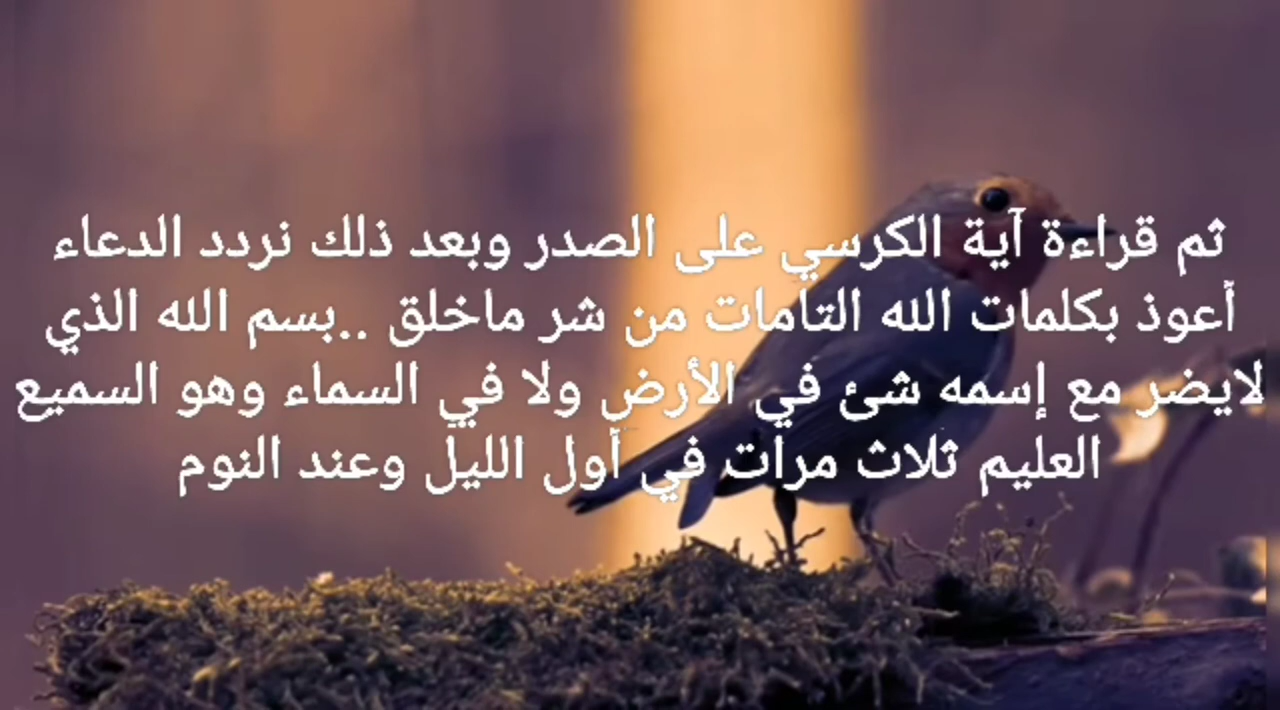 ثم قراءة آية الكرسي على الصدر وبعد ذلك نردد الدعاء
أعوذ بكلمات الله التامات من شر ماخلق ..بسم الله الذي
لايضر مع إسمه شئ في الأرض ولا في السماء وهو السميع
العليم ثلاث مرات في أول الليل وعند النوم